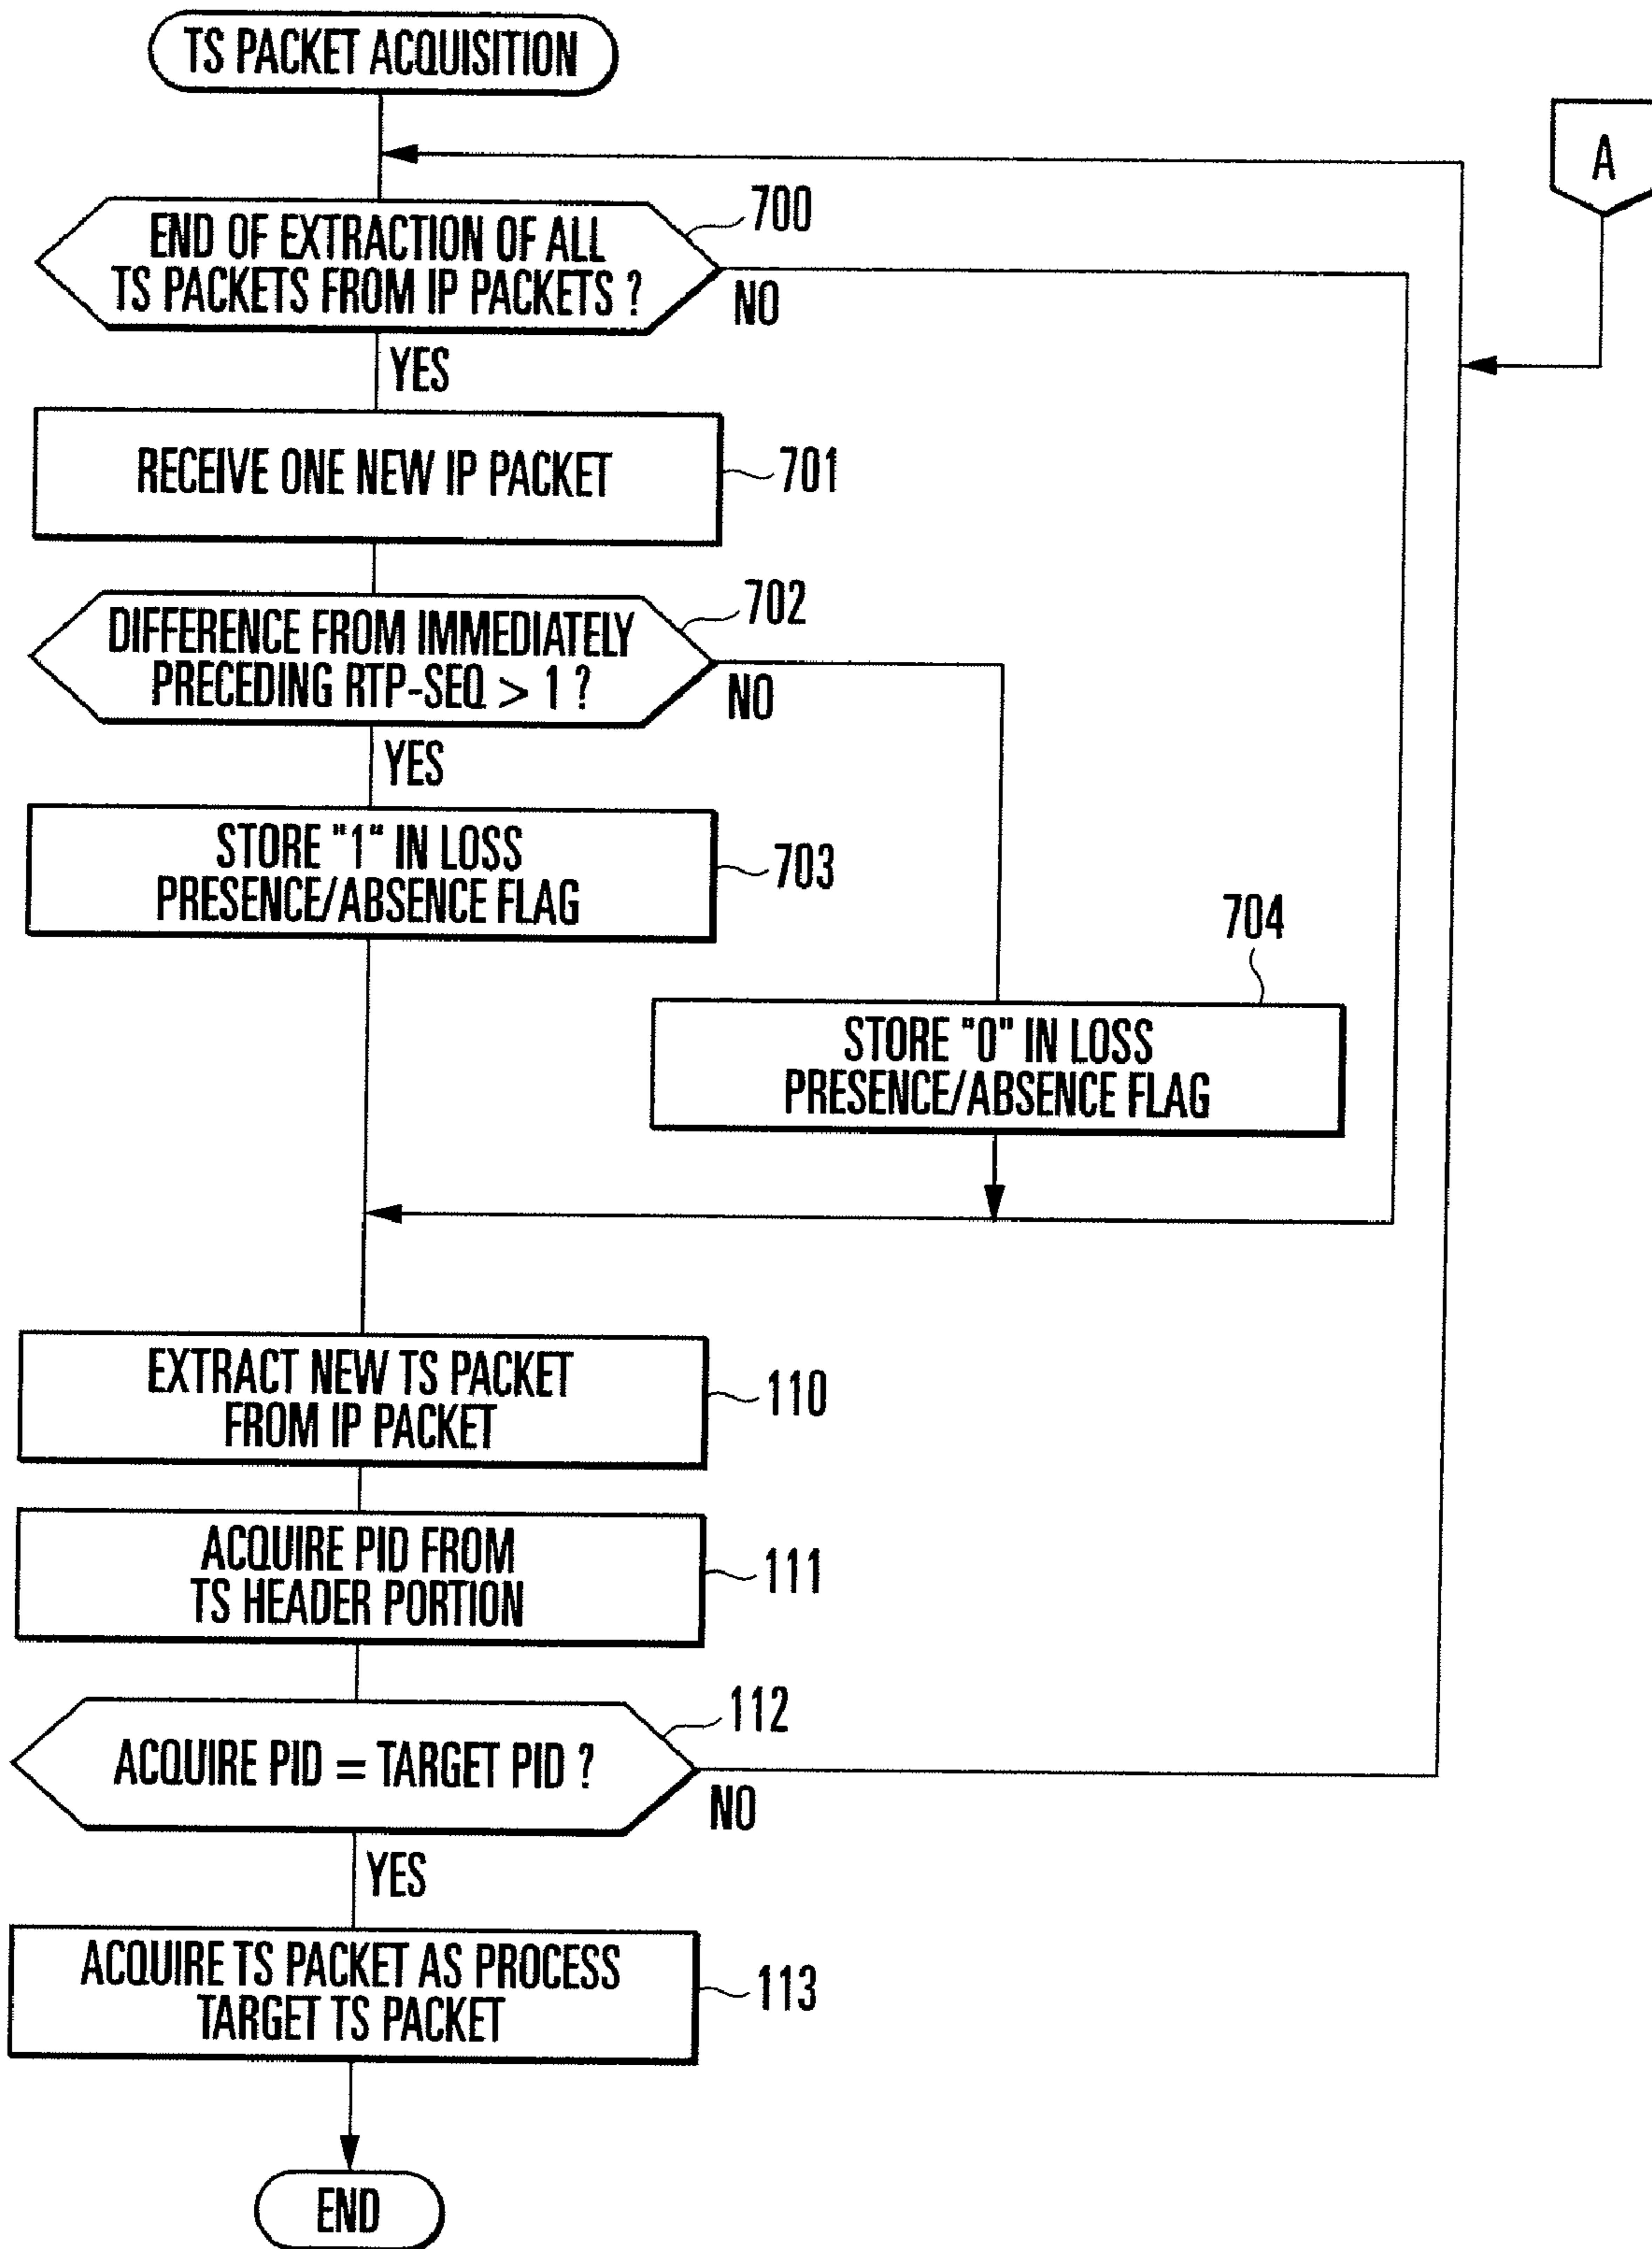 TS PACKET ACQUISITION
A
700
END OF EXTRACTION OF ALL
TS PACKETS FROM IP PACKETS ?
NO
YES
RECEIVE ONE NEW IP PACKET
701
702
DIFFERENCE FROM IMMEDIATELY
PRECEDING RTP-SEQ > 1 ?
NO
YES
STORE "1" IN LOSS
PRESENCE/ABSENCE FLAG
703
704
STORE "0" IN LOSS
PRESENCE/ABSENCE FLAG
EXTRACT NEW TS PACKET
FROM IP PACKET
110
ACQUIRE PID FROM
TS HEADER PORTION
111
112
ACQUIRE PID = TARGET PID ?
NO
YES
ACQUIRE TS PACKET AS PROCESS
TARGET TS PACKET
113
END